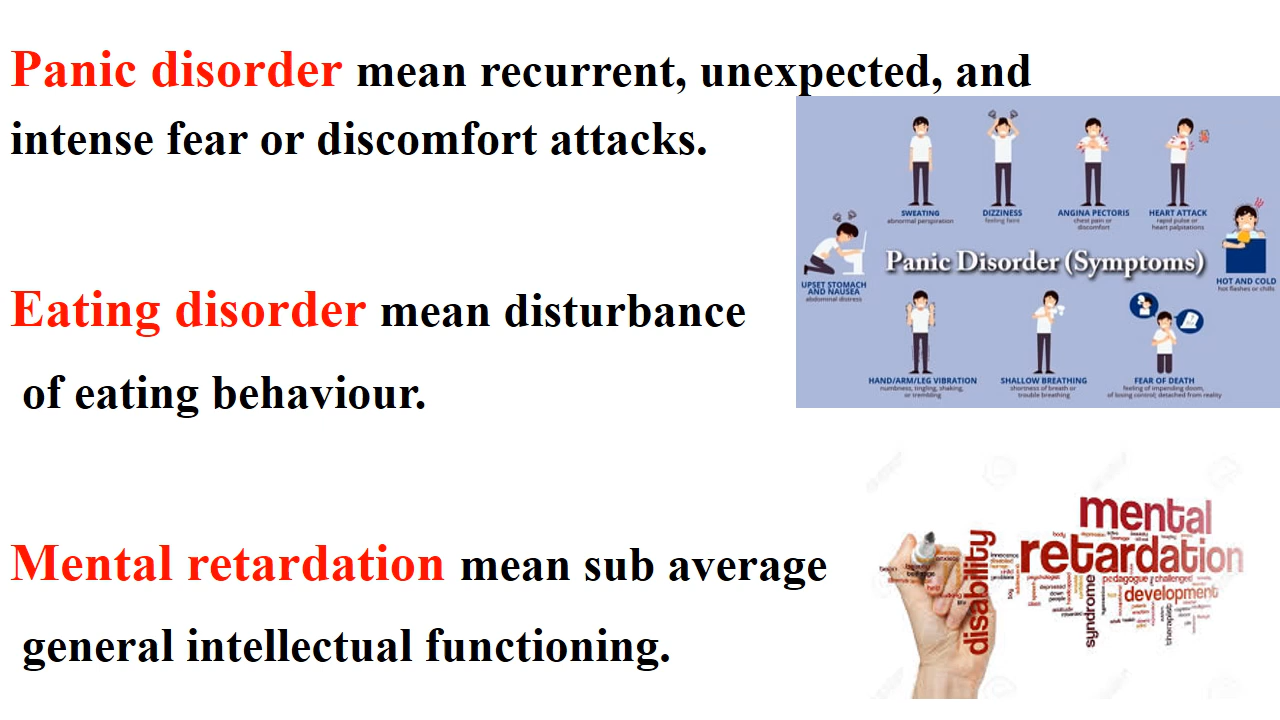 Panic disorder mean recurrent, unexpected, and
intense fear or discomfort attacks.
SWEATING
abnormal perspiration
DIZZINESS
feeling faint
ANGINA PECTORIS
chest pain or
discomfort
HEART ATTACK
rapid pulse or
heart palpitations
UPSET STOMACH
AND NAUSEA
abdominal distress
Panic Disorder (Symptoms)
HOT AND COLD
hot flashes or chills
HAND/ARM/LEG VIBRATION
numbness, tingling, shaking,
or trembling
SHALLOW BREATHING
shortness of breath or
trouble breathing
FEAR OF DEATH
feeling of impending doom,
of losing control; detached from reality
Eating disorder mean disturbance
of eating behaviour.
Mental retardation mean sub average
general intellectual functioning.
mental
retardation
disability
syndrome
pedagogue challenged
development
therapist